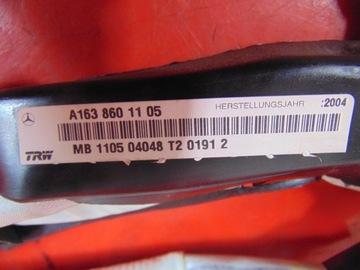 A163 860 11 05 HERSTELLUNGSJAHR :2004
TRW MB 1105 04048 T2 0191 2